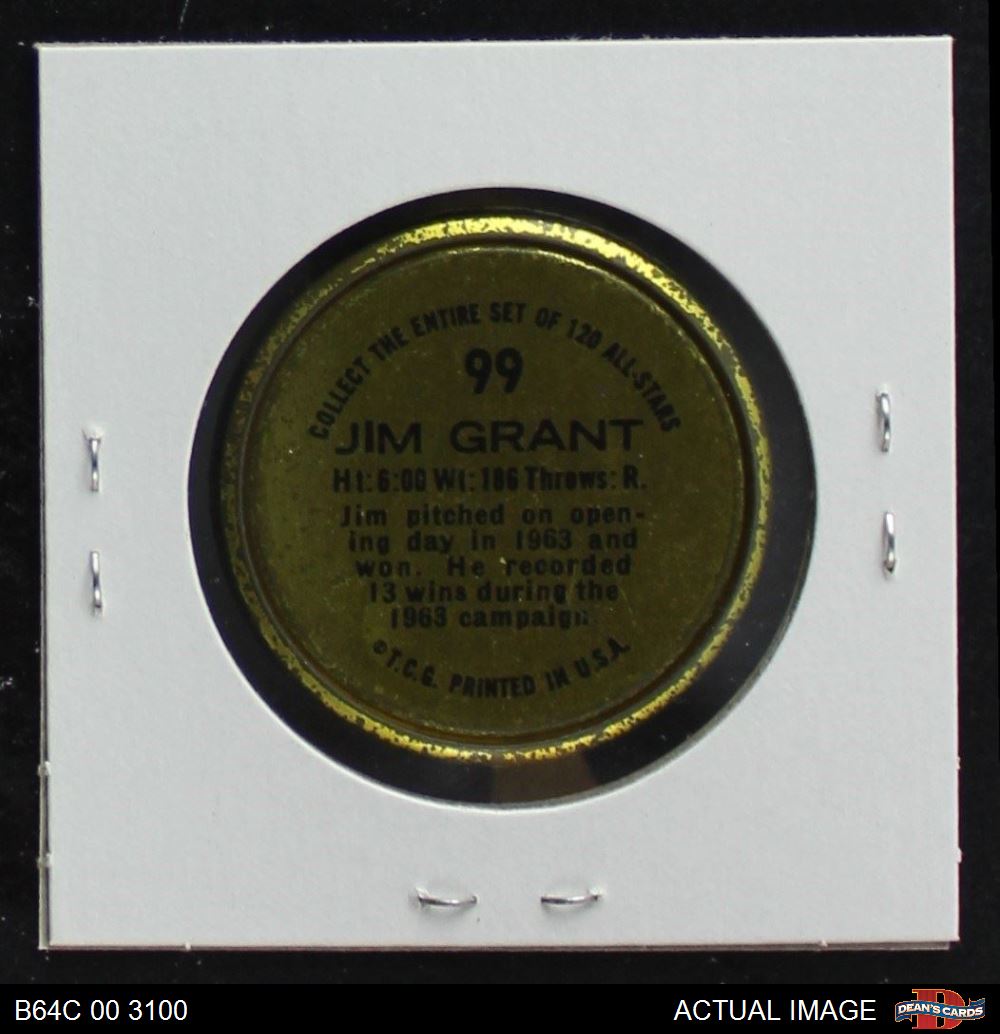 COLLECT THE ENTIRE SET OF 120 ALL-STARS
99
JIM GRANT
Ht: 6:00 Wt: 186 Throws: R.
Jim pitched on open-
ing day in 1963 and
won. He recorded
13 wins during the
1963 campaign.
©T.C.G. PRINTED IN U.S.A.
B64C 00 3100
ACTUAL IMAGE
D
DEAN'S CARDS